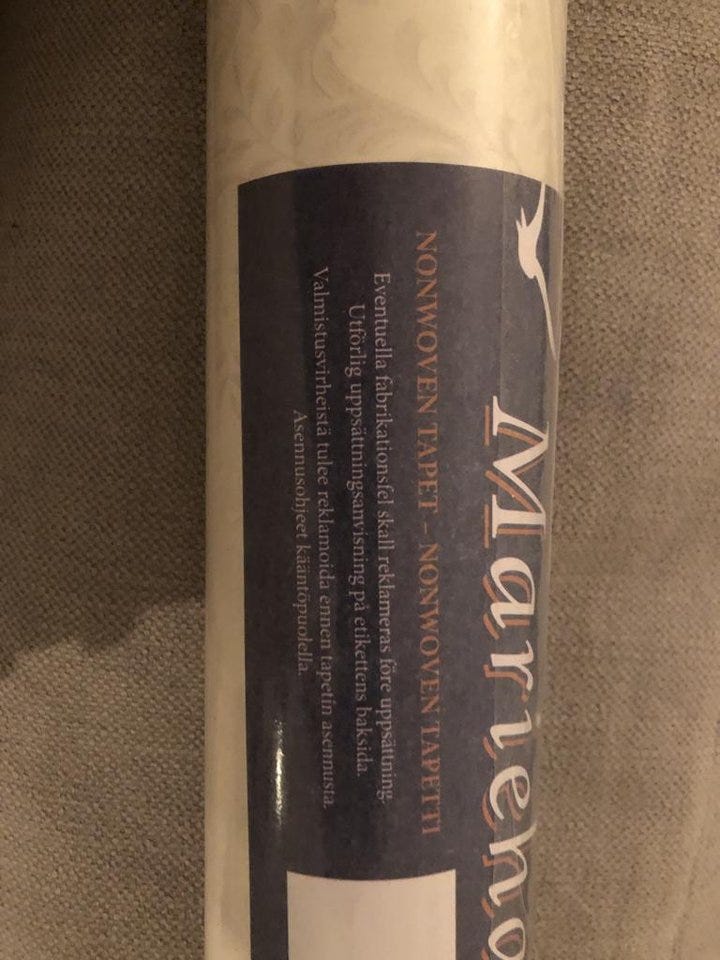 Marieho
NONWOVEN TAPET – NONWOVEN TAPETTI
Eventuella fabrikationsfel skall reklameras före uppsättning.
Utförlig uppsättningsanvisning på etikettens baksida.
Valmistusvirheistä tulee reklamoida ennen tapetin asennusta.
Asennusohjeet kääntöpuolella.